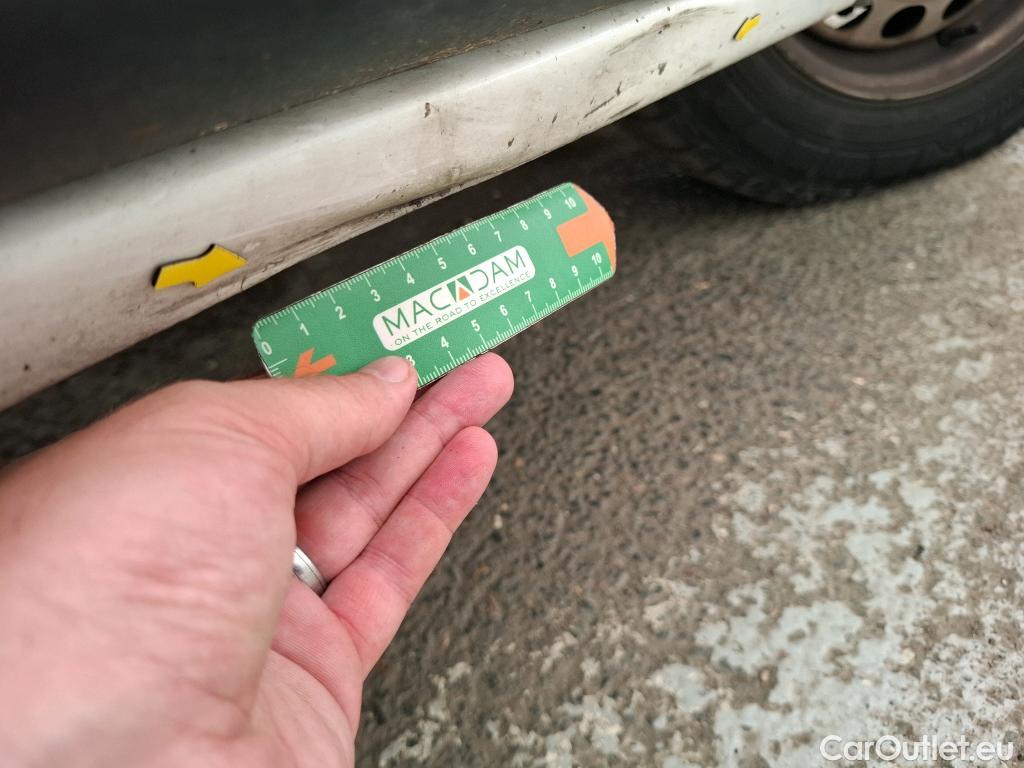 0 1 2 3 4 5 6 7 8 9 10
MACADAM
ON THE ROAD TO EXCELLENCE
3 4 5 6 7 8 9 10
CarOutlet.eu